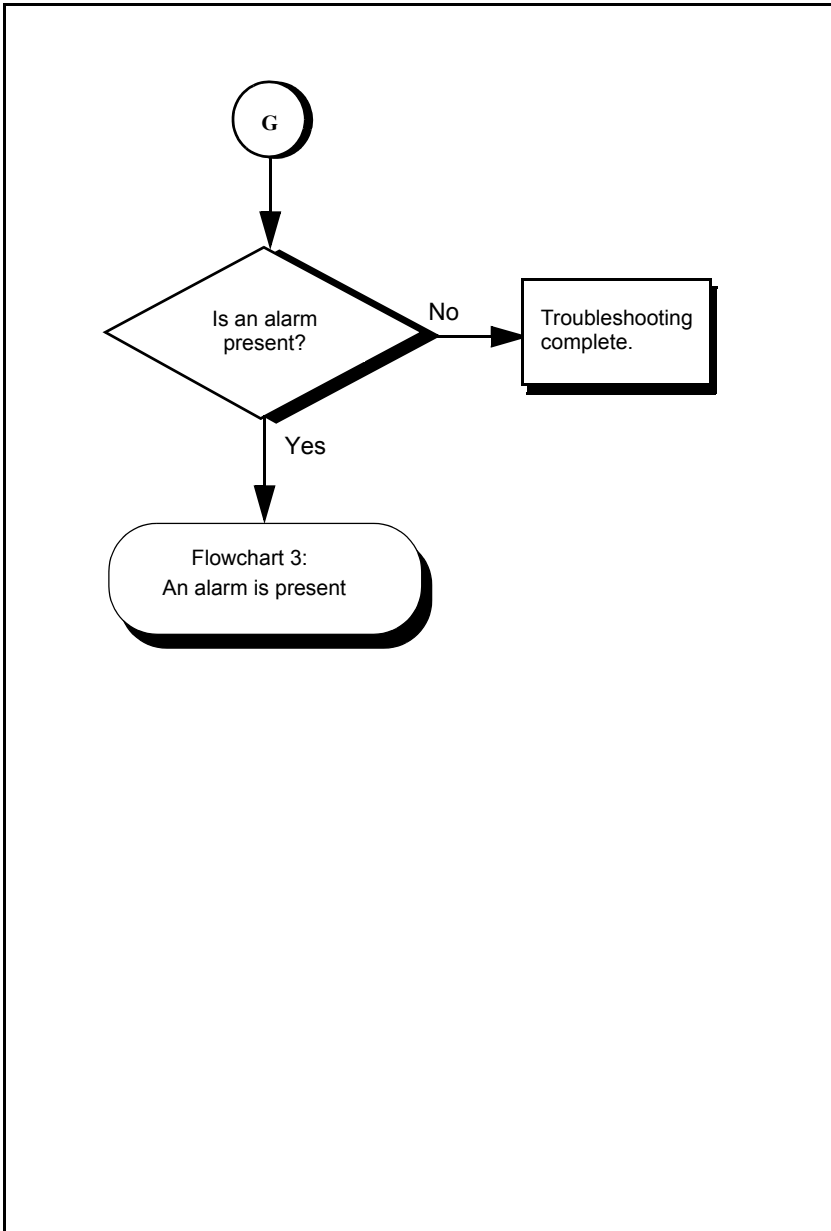 G
Is an alarm
present?
No
Troubleshooting
complete.
Yes
Flowchart 3:
An alarm is present